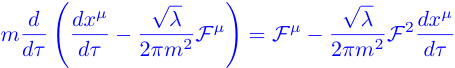 m \frac{d}{d\tau} \left( \frac{dx^{\mu}}{d\tau} - \frac{\sqrt{\lambda}}{2\pi m^2} \mathcal{F}^{\mu} \right) = \mathcal{F}^{\mu} - \frac{\sqrt{\lambda}}{2\pi m^2} \mathcal{F}^2 \frac{dx^{\mu}}{d\tau}